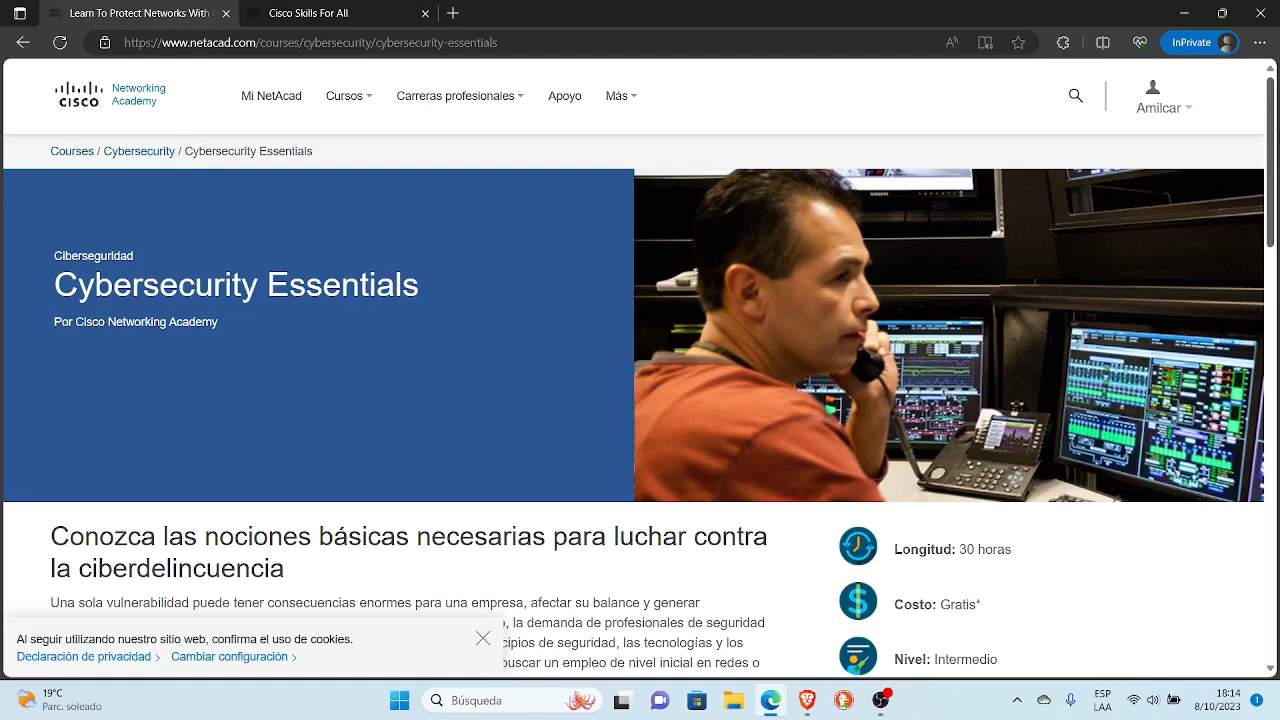 Learn To Protect Networks With
Cisco Skills For All
https://www.netacad.com/courses/cybersecurity/cybersecurity-essentials
InPrivate
CISCO
Networking
Academy
Mi NetAcad
Cursos
Carreras profesionales
Apoyo
Más
Amilcar
Courses / Cybersecurity / Cybersecurity Essentials
Ciberseguridad
Cybersecurity Essentials
Por Cisco Networking Academy
SAMSUNG
Conozca las nociones básicas necesarias para luchar contra
la ciberdelincuencia
Una sola vulnerabilidad puede tener consecuencias enormes para una empresa, afectar su balance y generar
, la demanda de profesionales de seguridad
cipios de seguridad, las tecnologías y los
buscar un empleo de nivel inicial en redes o
Longitud: 30 horas
Costo: Gratis*
Nivel: Intermedio
Al seguir utilizando nuestro sitio web, confirma el uso de cookies.
Declaración de privacidad >
Cambiar configuración >
19°C
Parc. soleado
Búsqueda
ESP
LAA
18:14
8/10/2023
1